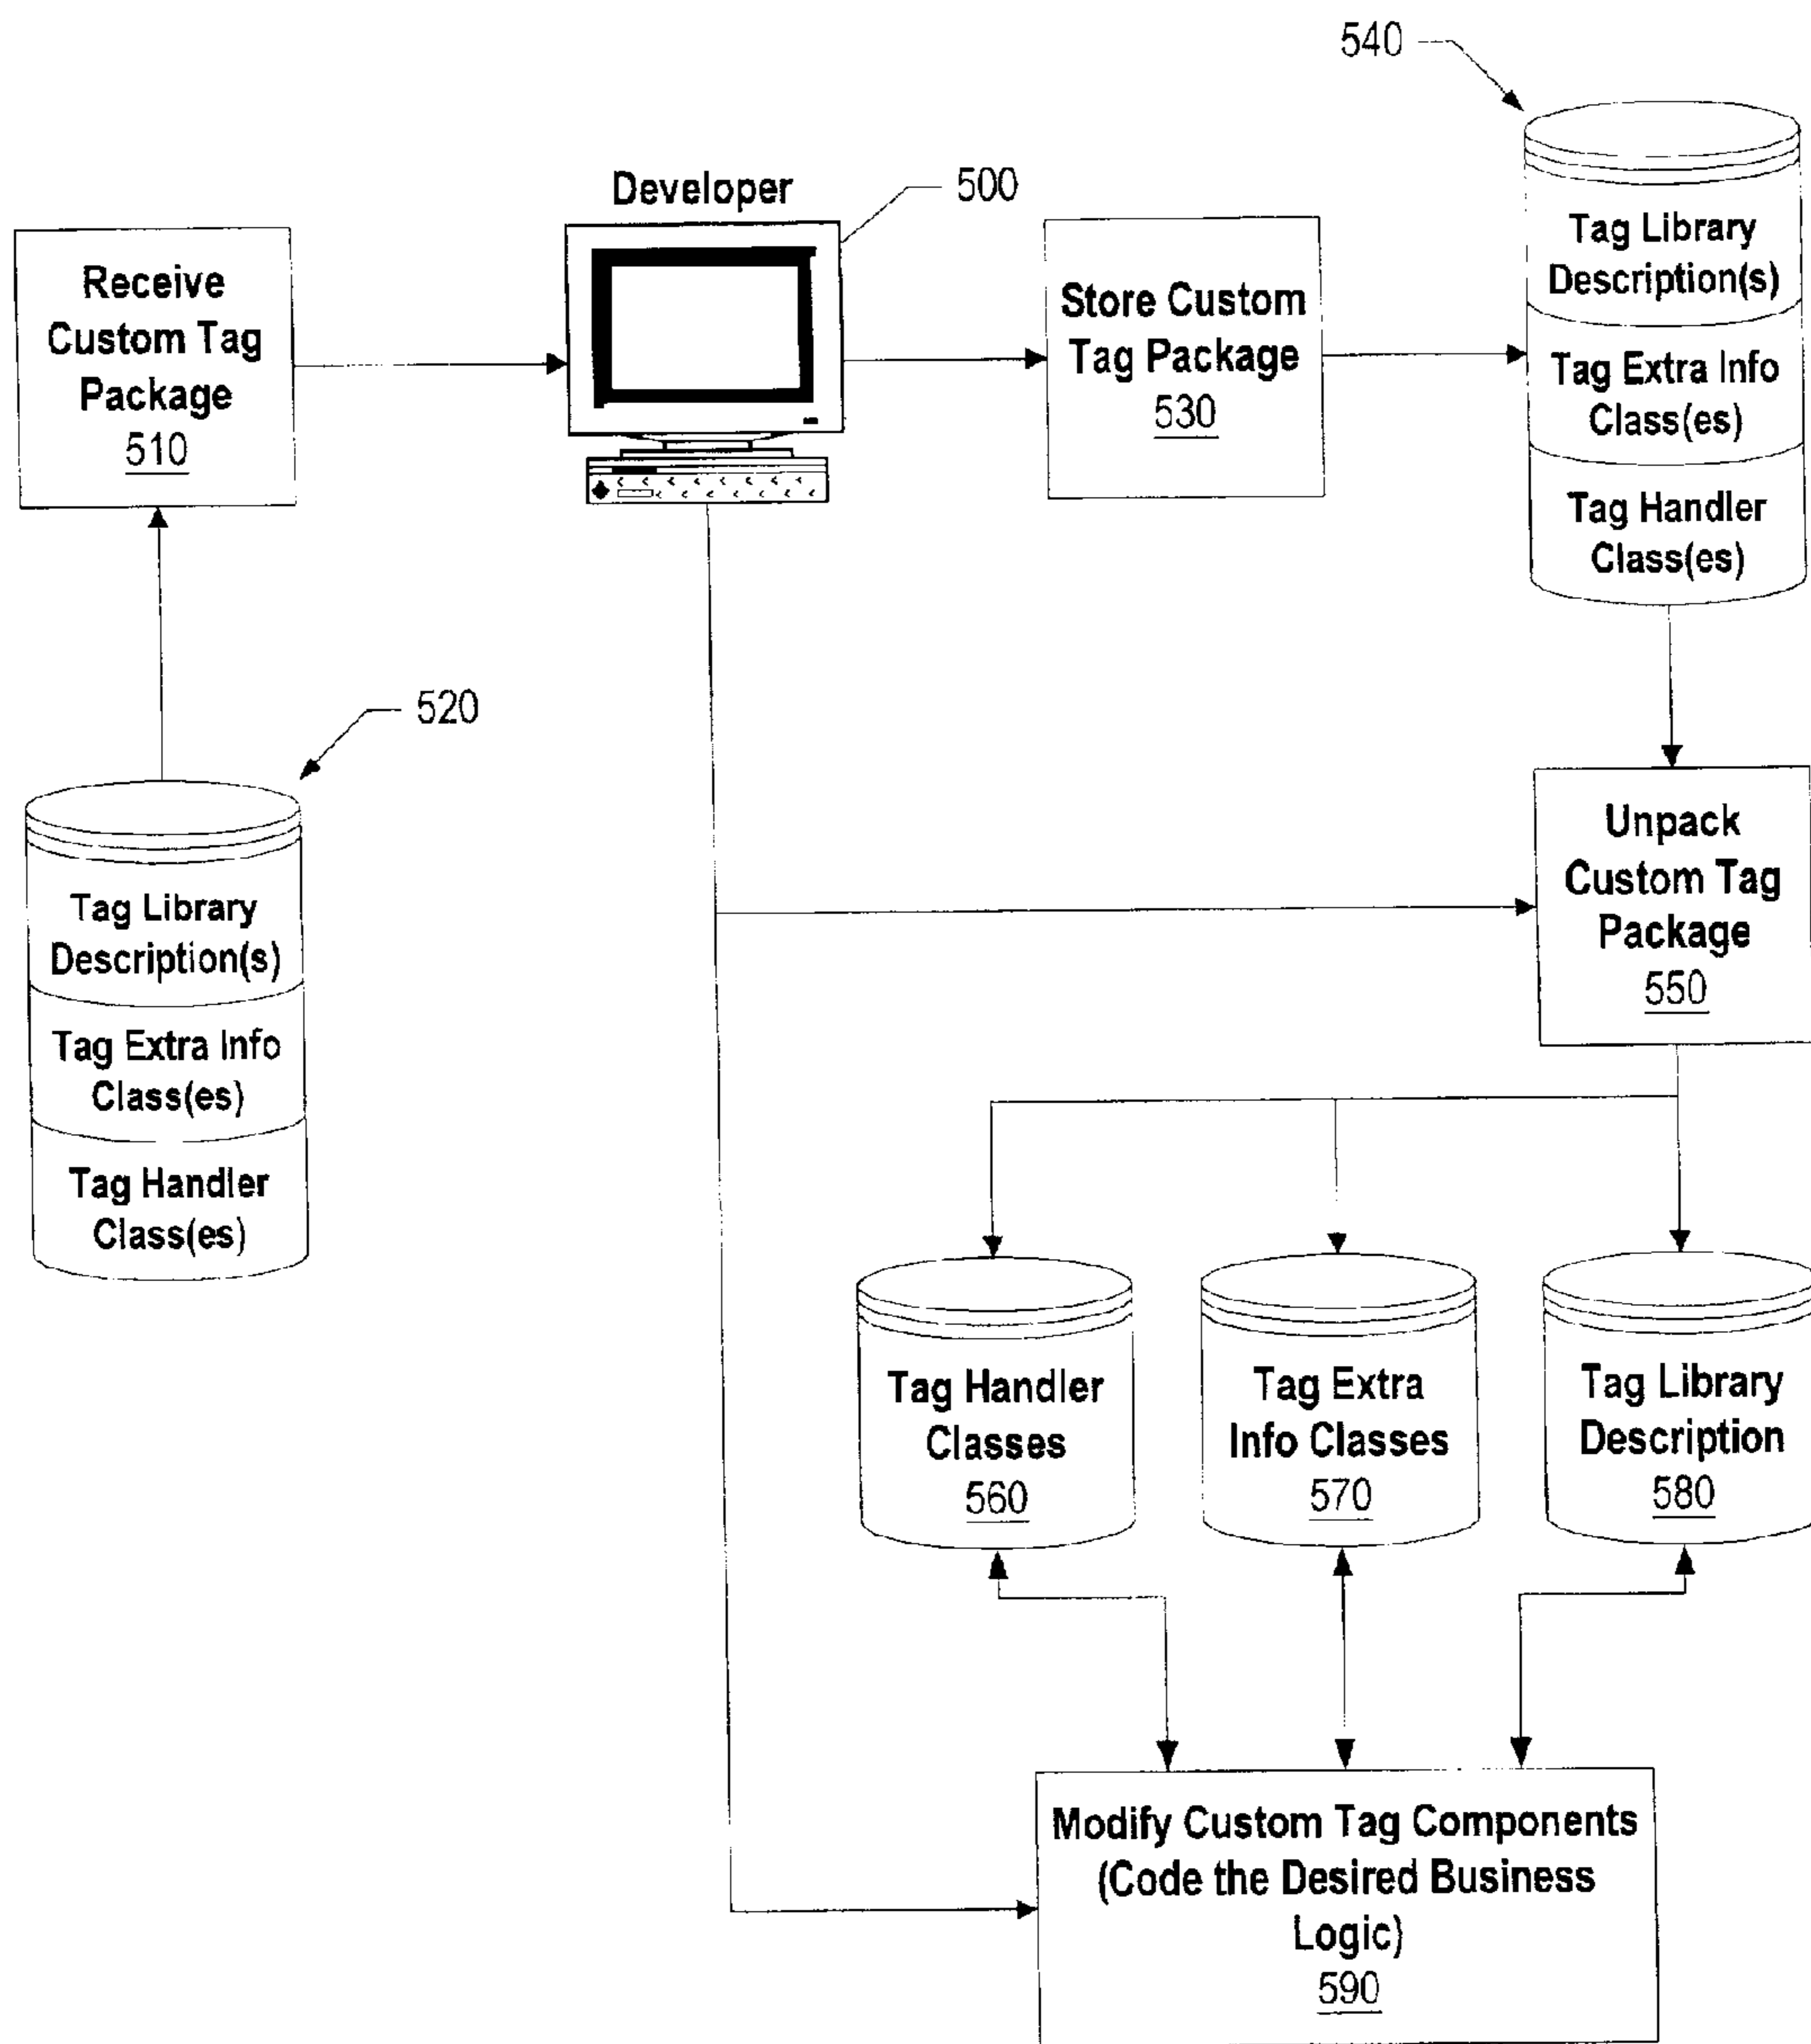 540
Developer
500
Receive
Custom Tag
Package
510
Store Custom
Tag Package
530
Tag Library
Description(s)
Tag Extra Info
Class(es)
Tag Handler
Class(es)
520
Tag Library
Description(s)
Tag Extra Info
Class(es)
Tag Handler
Class(es)
Unpack
Custom Tag
Package
550
Tag Handler
Classes
560
Tag Extra
Info Classes
570
Tag Library
Description
580
Modify Custom Tag Components
(Code the Desired Business
Logic)
590